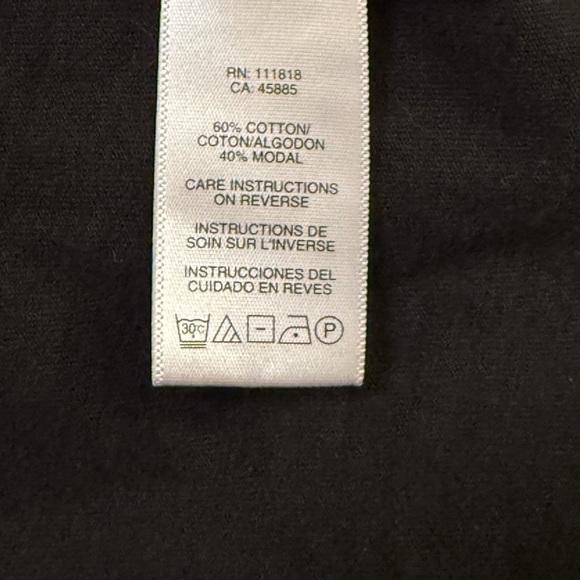 RN: 111818
CA: 45885
60% COTTON/
COTON/ALGODON
40% MODAL
CARE INSTRUCTIONS
ON REVERSE
INSTRUCTIONS DE
SOIN SUR L'INVERSE
INSTRUCCIONES DEL
CUIDADO EN REVES
30°C P